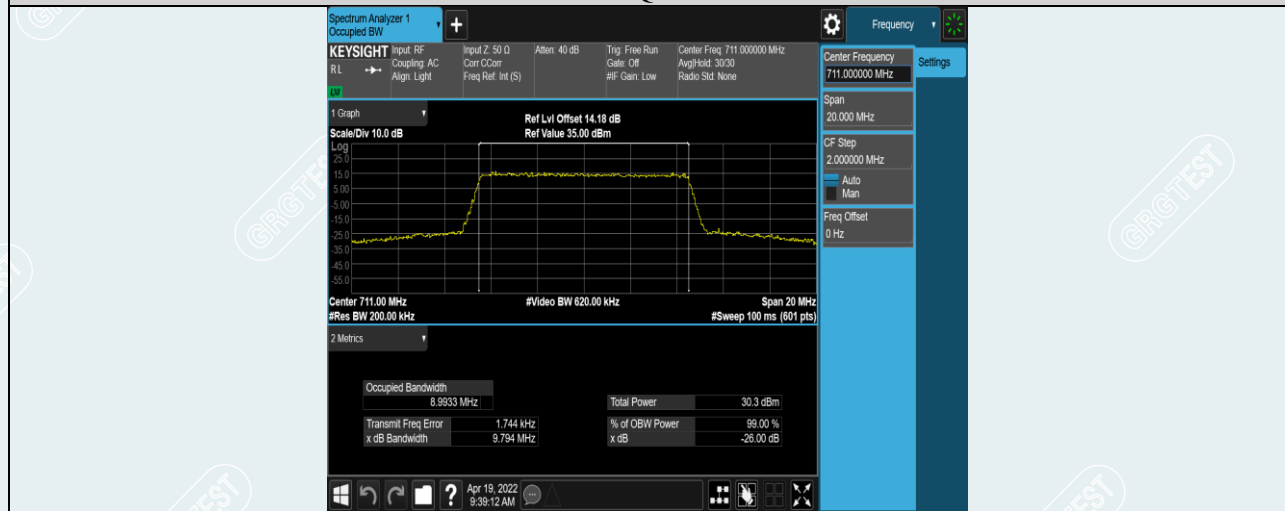 Spectrum Analyzer 1
Occupied BW
Frequency
KEYSIGHT
Input: RF
Coupling: AC
Align: Light
Input Z: 50 Ω
Corr CCorr
Freq Ref: Int (S)
Atten: 40 dB
Trig: Free Run
Gate: Off
#IF Gain: Low
Center Freq: 711.000000 MHz
Avg|Hold: 30/30
Radio Std: None
RL
LXI
Center Frequency
711.000000 MHz
Settings
Span
20.000 MHz
CF Step
2.000000 MHz
Auto
Man
Freq Offset
0 Hz
1 Graph
Ref Lvl Offset 14.18 dB
Scale/Div 10.0 dB
Ref Value 35.00 dBm
Log
25.0
15.0
5.00
-5.00
-15.0
-25.0
-35.0
-45.0
-55.0
Center 711.00 MHz
#Video BW 620.00 kHz
Span 20 MHz
#Res BW 200.00 kHz
#Sweep 100 ms (601 pts)
2 Metrics
Occupied Bandwidth
8.9933 MHz
Total Power
30.3 dBm
Transmit Freq Error
1.744 kHz
% of OBW Power
99.00 %
x dB Bandwidth
9.794 MHz
x dB
-26.00 dB
?
Apr 19, 2022
9:39:12 AM
GRGTEST
GRGTEST
GRGTEST
GRGTEST